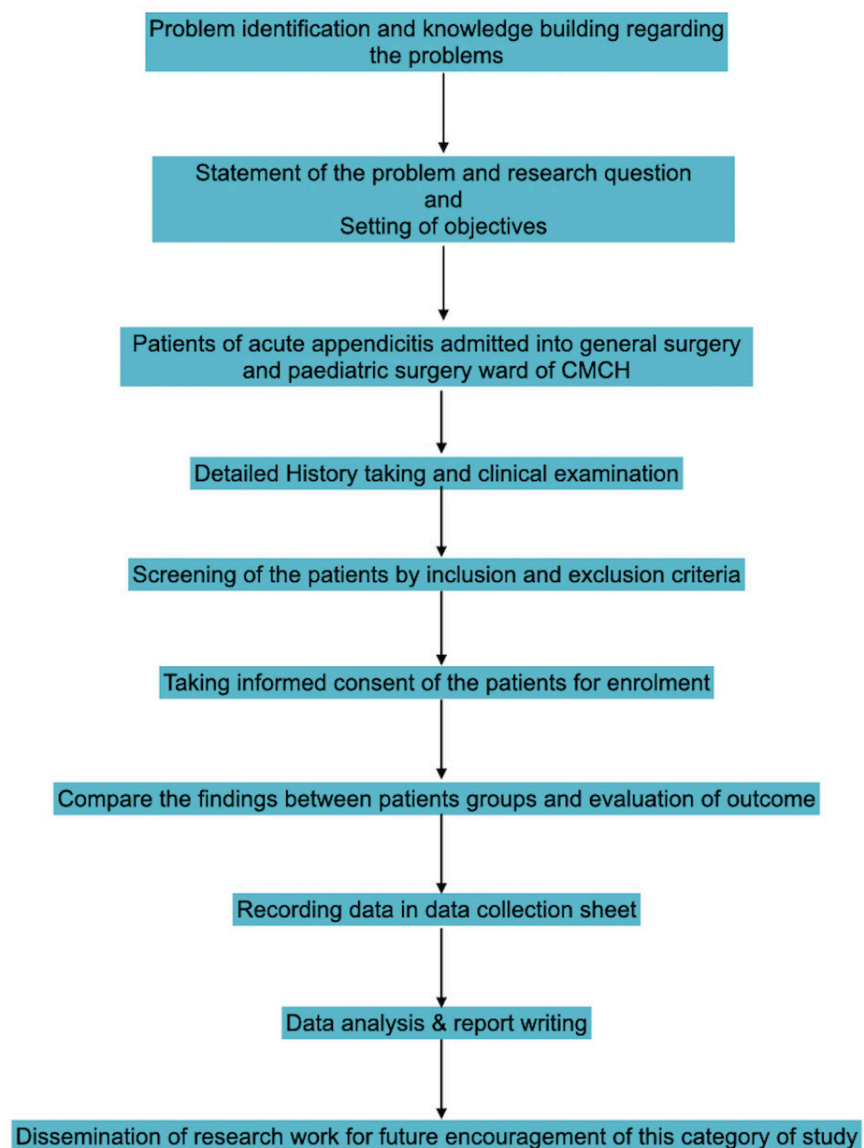 Problem identification and knowledge building regarding
the problems
Statement of the problem and research question
and
Setting of objectives
Patients of acute appendicitis admitted into general surgery
and paediatric surgery ward of CMCH
Detailed History taking and clinical examination
Screening of the patients by inclusion and exclusion criteria
Taking informed consent of the patients for enrolment
Compare the findings between patients groups and evaluation of outcome
Recording data in data collection sheet
Data analysis & report writing
Dissemination of research work for future encouragement of this category of study